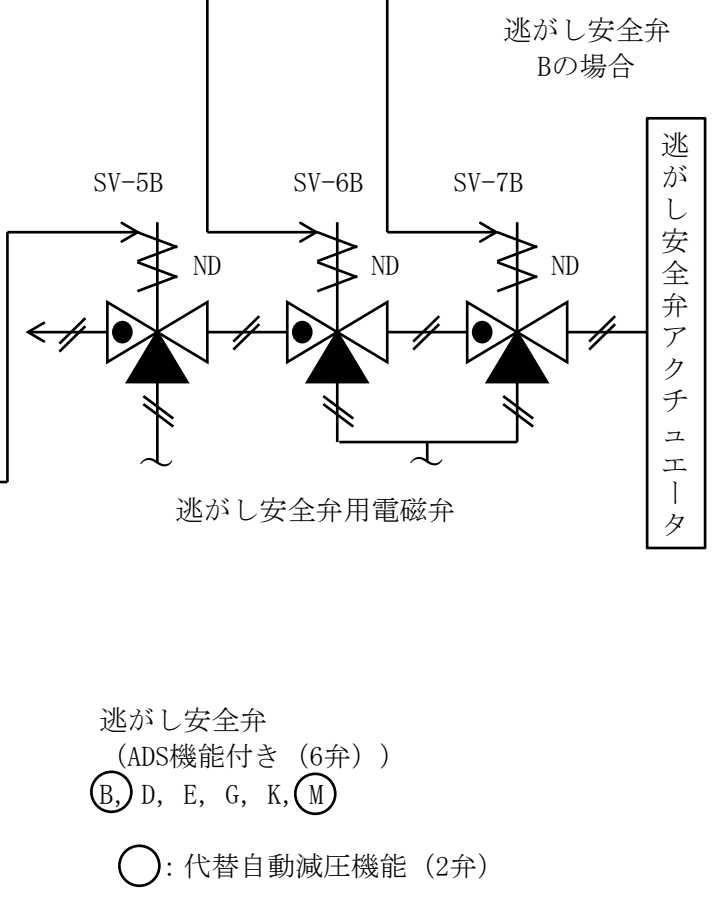 逃がし安全弁
Bの場合
SV-5B
SV-6B
SV-7B
ND
ND
ND
逃がし安全弁アクチュエータ
逃がし安全弁用電磁弁
逃がし安全弁
（ADS機能付き（6弁））
B, D, E, G, K, M
：代替自動減圧機能（2弁）